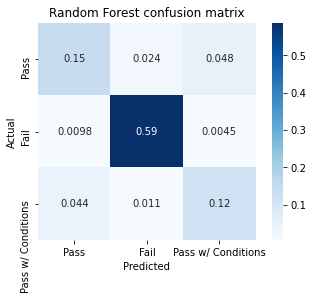 Random Forest confusion matrix
Actual
Pass
0.15 0.024 0.048
Fail
0.0098 0.59 0.0045
Pass w/ Conditions
0.044 0.011 0.12
Pass Fail Pass w/ Conditions
Predicted
0.5
0.4
0.3
0.2
0.1